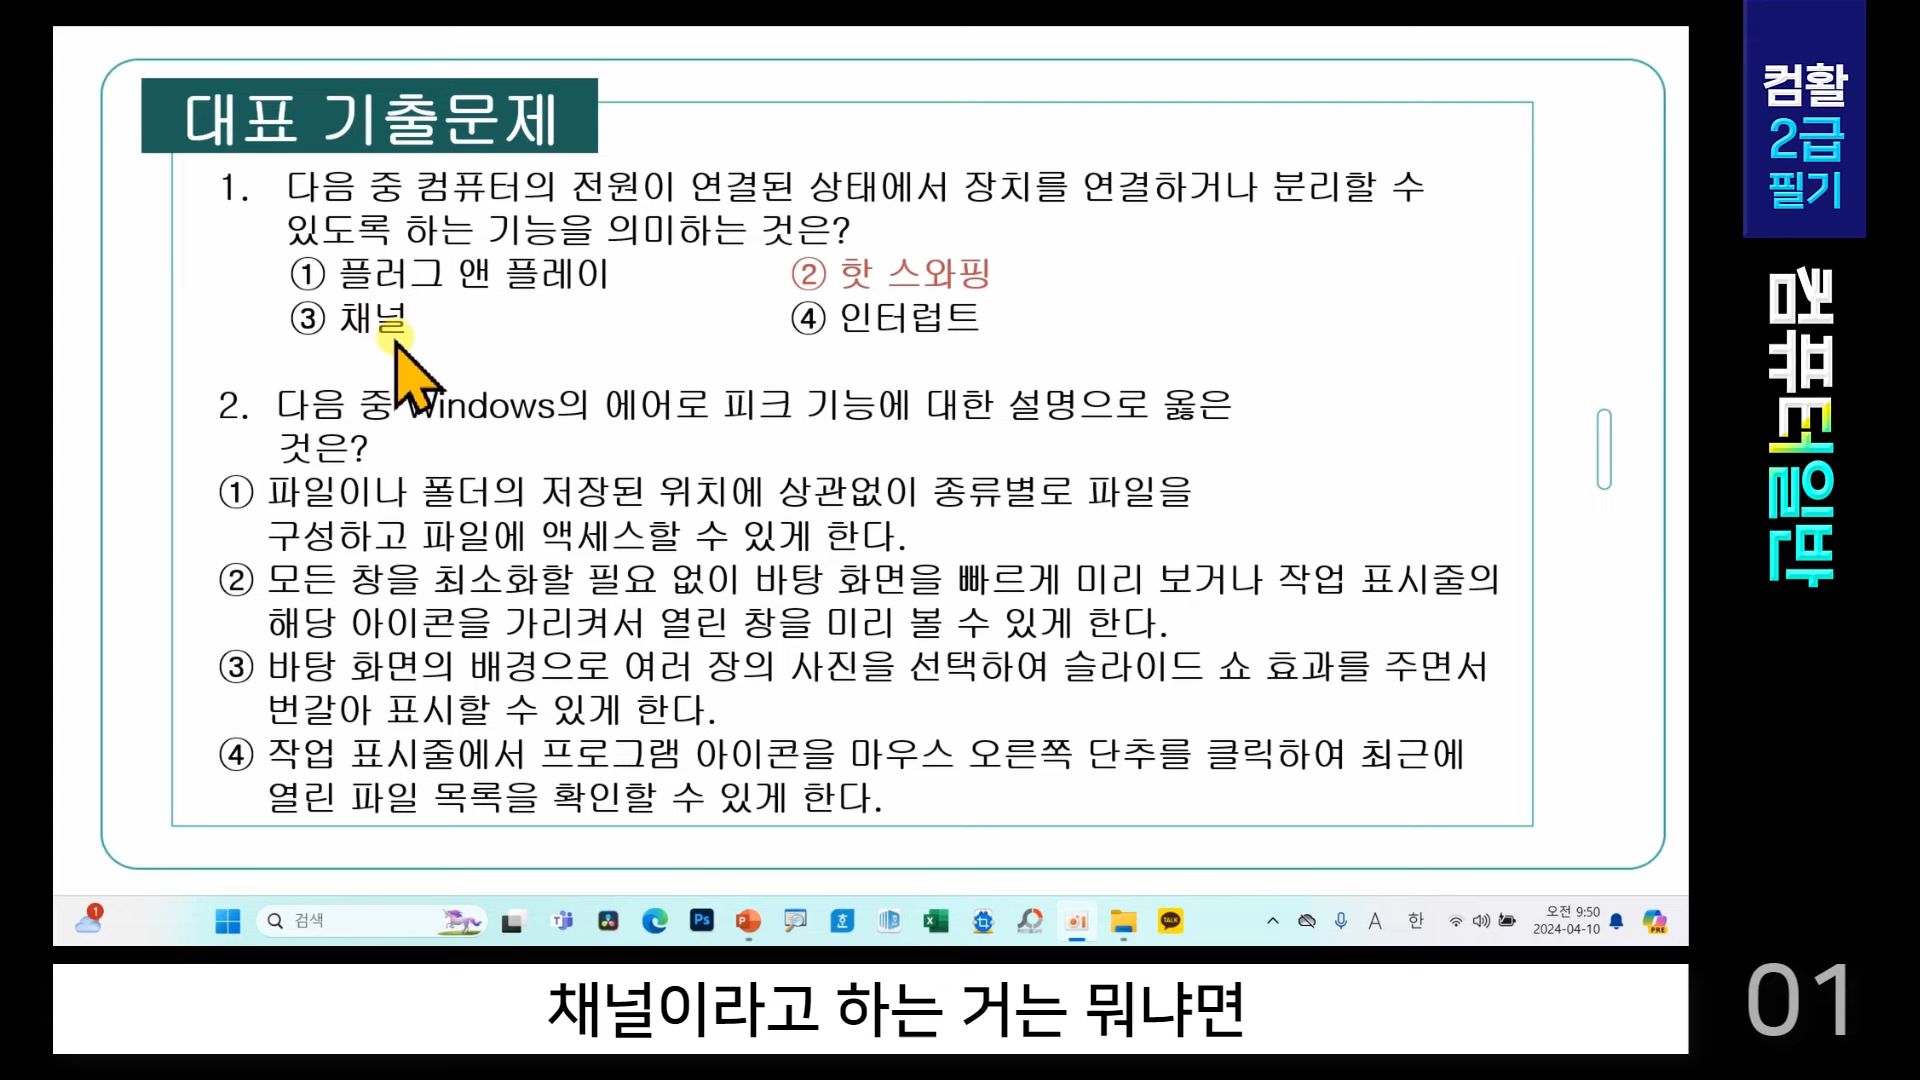 대표 기출문제
1. 다음 중 컴퓨터의 전원이 연결된 상태에서 장치를 연결하거나 분리할 수
있도록 하는 기능을 의미하는 것은?
① 플러그 앤 플레이 ② 핫 스와핑
③ 채널 ④ 인터럽트
2. 다음 중 Windows의 에어로 피크 기능에 대한 설명으로 옳은
것은?
① 파일이나 폴더의 저장된 위치에 상관없이 종류별로 파일을
구성하고 파일에 액세스할 수 있게 한다.
② 모든 창을 최소화할 필요 없이 바탕 화면을 빠르게 미리 보거나 작업 표시줄의
해당 아이콘을 가리켜서 열린 창을 미리 볼 수 있게 한다.
③ 바탕 화면의 배경으로 여러 장의 사진을 선택하여 슬라이드 쇼 효과를 주면서
번갈아 표시할 수 있게 한다.
④ 작업 표시줄에서 프로그램 아이콘을 마우스 오른쪽 단추를 클릭하여 최근에
열린 파일 목록을 확인할 수 있게 한다.
1
검색
Ps
TALK
A
한
오전 9:50
2024-04-10
PRE
채널이라고 하는 거는 뭐냐면
컴활
2급
필기
컴퓨터일반
01